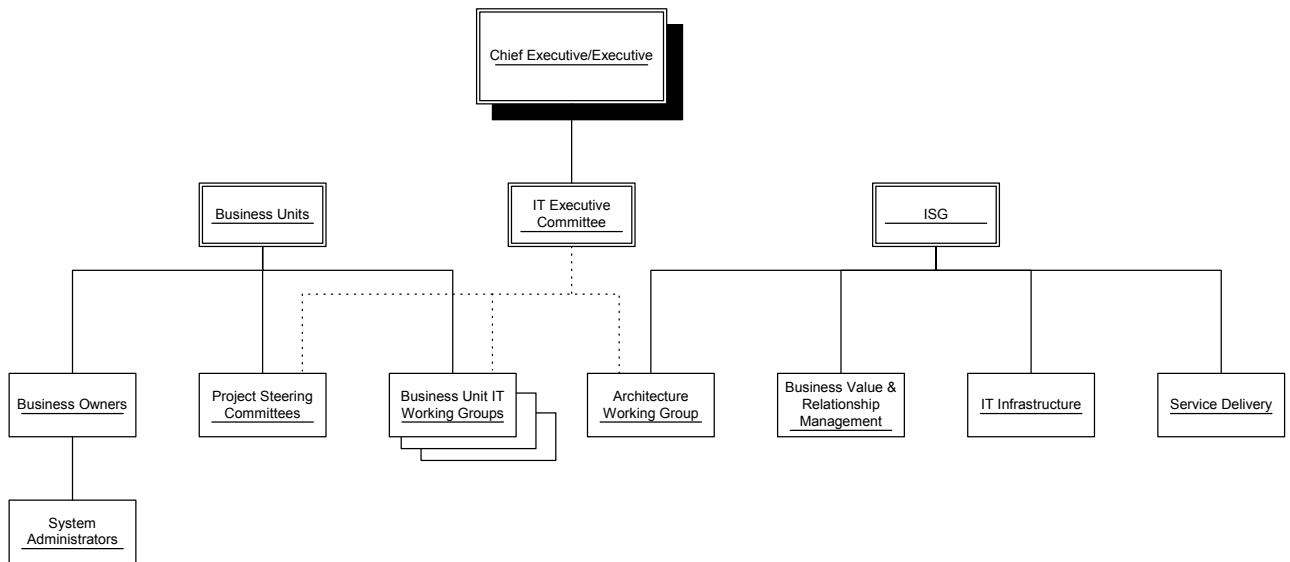 Chief Executive/Executive
Business Units
IT Executive
Committee
ISG
Business Owners
Project Steering
Committees
Business Unit IT
Working Groups
Architecture
Working Group
Business Value &
Relationship
Management
IT Infrastructure
Service Delivery
System
Administrators